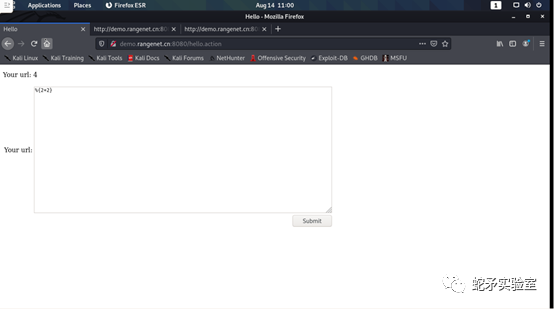 Applications Places Firefox ESR Aug 14 11:00 1
Hello - Mozilla Firefox
Hello http://demo.rangenet.cn:80 http://demo.rangenet.cn:80
demo.rangenet.cn:8080/hello.action
Kali Linux Kali Training Kali Tools Kali Docs Kali Forums NetHunter Offensive Security Exploit-DB GHDB MSFU
Your url: 4
%{2+2}
Your url:
Submit
蛇矛实验室